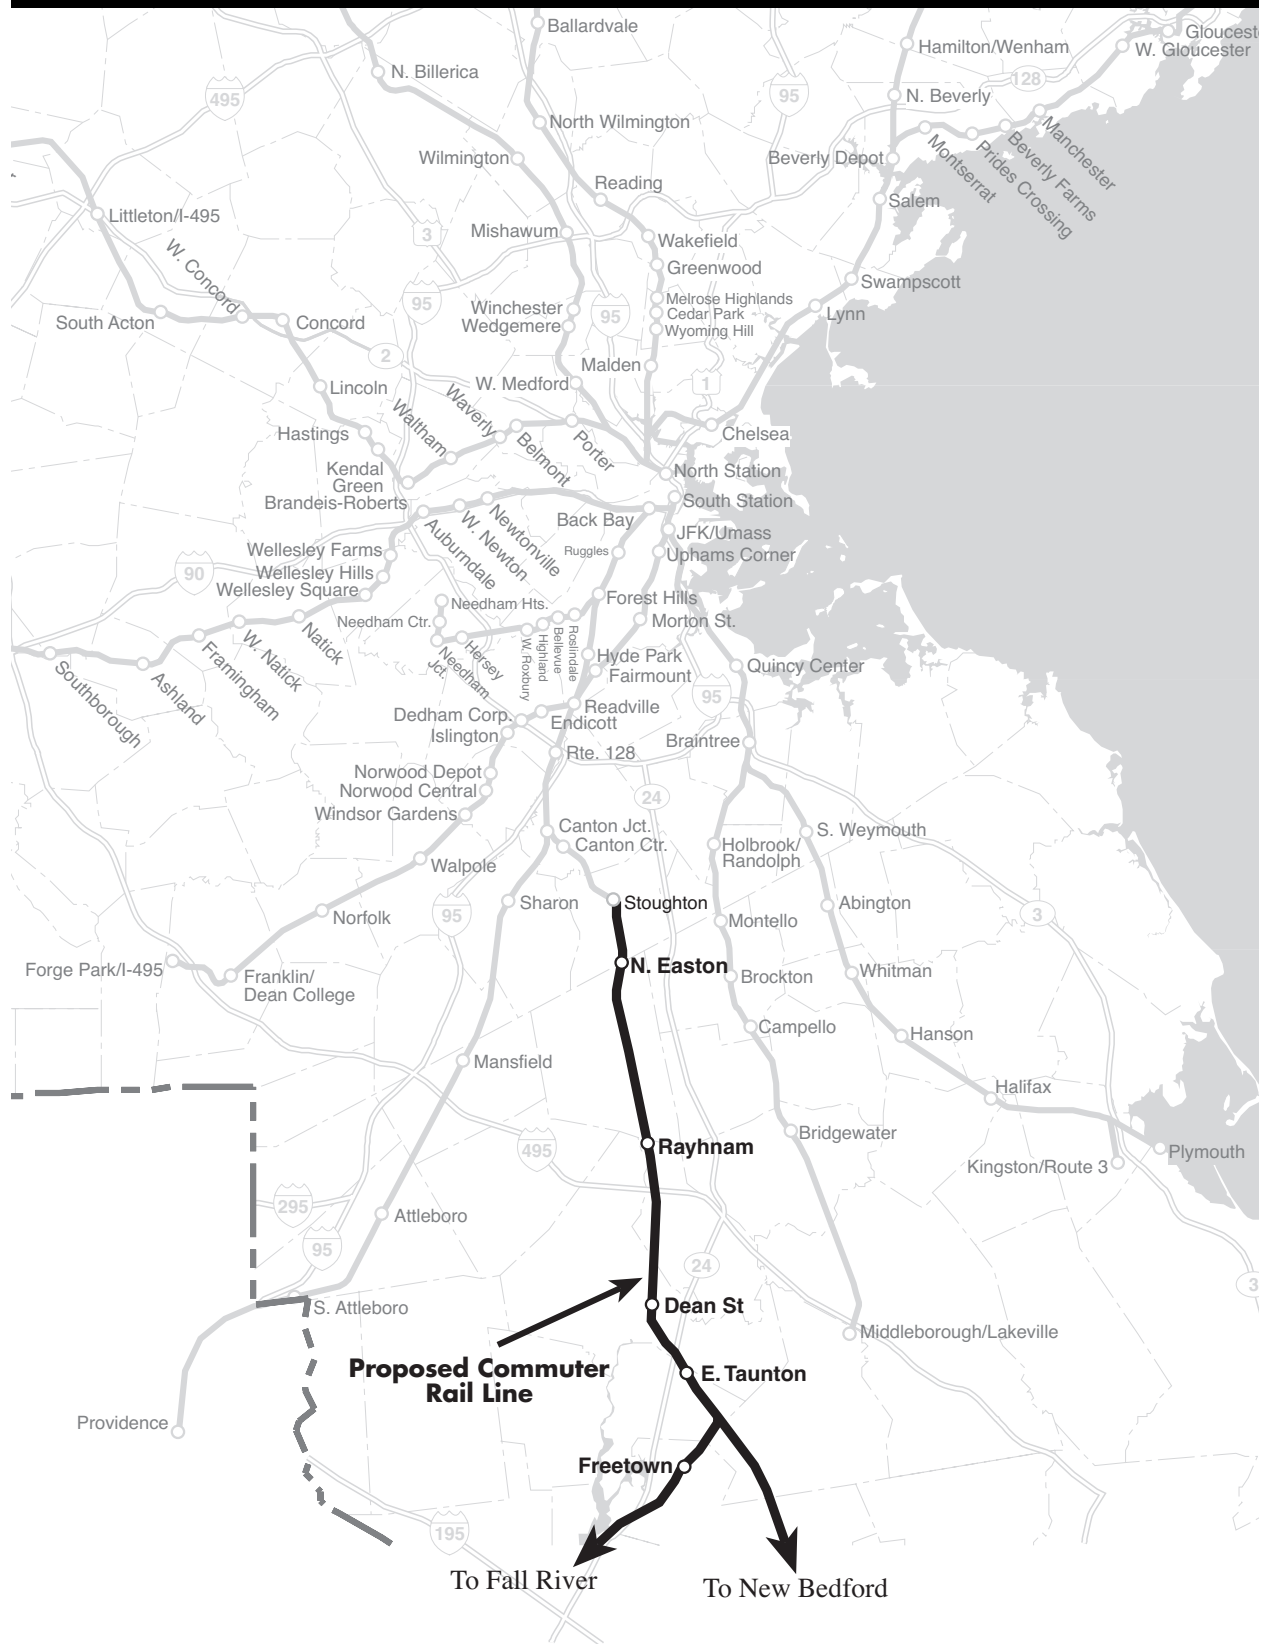 Ballardvale
Hamilton/Wenham
W. Gloucester
N. Billerica
128
495
95
N. Beverly
North Wilmington
Manchester
Beverly Farms
Prides Crossing
Montserrat
Wilmington
Beverly Depot
Reading
Salem
Littleton/I-495
3
Mishawum
Wakefield
W. Concord
Greenwood
Swampscott
95
Winchester
95
Melrose Highlands
Cedar Park
Lynn
South Acton
Concord
Wedgemere
Wyoming Hill
2
Malden
Lincoln
W. Medford
1
Waverly
Waltham
Hastings
Belmont
Porter
Chelsea
Kendal
Green
North Station
Brandeis-Roberts
South Station
Newtonville
W. Newton
Auburndale
Back Bay
JFK/Umass
Wellesley Farms
Ruggles
Uphams Corner
90
Wellesley Hills
Wellesley Square
Needham Hts.
Forest Hills
Needham Ctr.
Morton St.
Natick
W. Natick
Framingham
Ashland
Southborough
Hersey
Needham
Jct.
W. Roxbury
Highland
Bellevue
Roslindale
Hyde Park
Fairmount
Quincy Center
95
Dedham Corp.
Readville
Endicott
Islington
Rte. 128
Braintree
Norwood Depot
Norwood Central
24
Windsor Gardens
Canton Jct.
Canton Ctr.
S. Weymouth
Holbrook/
Randolph
Walpole
Sharon
Stoughton
Abington
95
3
Norfolk
Montello
Forge Park/I-495
N. Easton
Whitman
Franklin/
Dean College
Brockton
Campello
Hanson
Mansfield
Halifax
Bridgewater
495
Rayhnam
Plymouth
Kingston/Route 3
295
Attleboro
95
24
3
S. Attleboro
Dean St
Middleborough/Lakeville
Proposed Commuter
Rail Line
E. Taunton
Providence
Freetown
195
To Fall River
To New Bedford